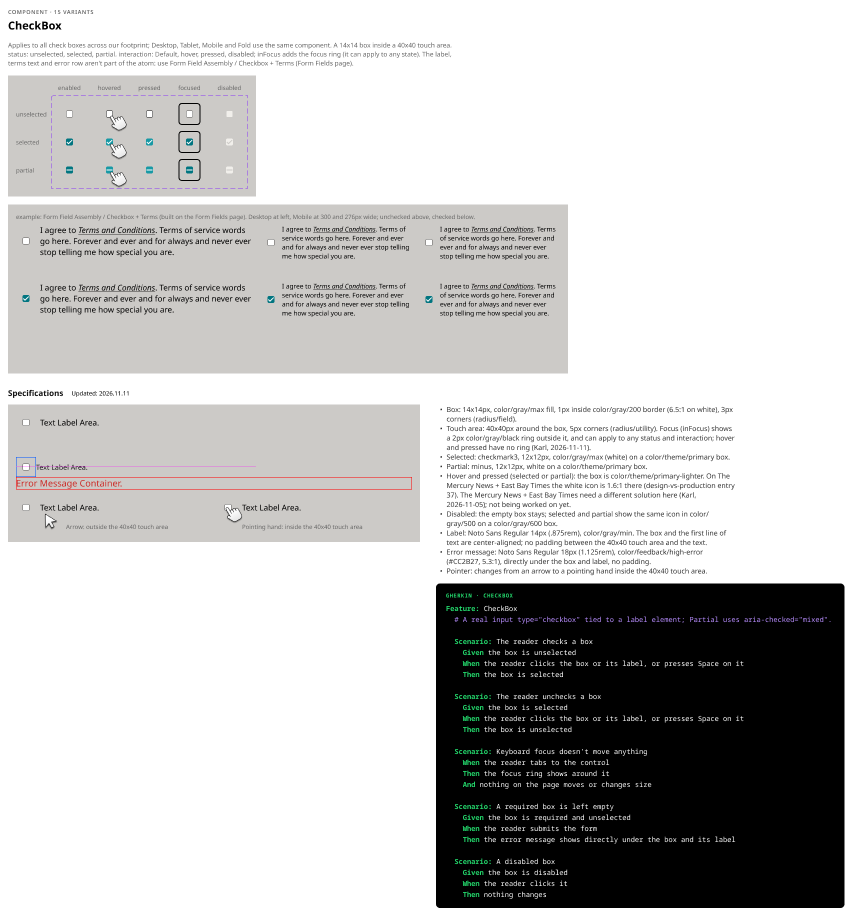 COMPONENT · 15 VARIANTS
CheckBox
Applies to all check boxes across our footprint; Desktop, Tablet, Mobile and Fold use the same component. A 14x14 box inside a 40x40 touch area.
status: unselected, selected, partial. interaction: Default, hover, pressed, disabled; inFocus adds the focus ring (it can apply to any state). The label,
terms text and error row aren't part of the atom: use Form Field Assembly / Checkbox + Terms (Form Fields page).
enabled hovered pressed focused disabled
unselected
selected
partial
example: Form Field Assembly / Checkbox + Terms (built on the Form Fields page). Desktop at left, Mobile at 300 and 276px wide; unchecked above, checked below.
I agree to Terms and Conditions. Terms of service words
go here. Forever and ever and for always and never ever
stop telling me how special you are.
I agree to Terms and Conditions. Terms of
service words go here. Forever and ever
and for always and never ever stop telling
me how special you are.
I agree to Terms and Conditions. Terms
of service words go here. Forever and
ever and for always and never ever stop
telling me how special you are.
I agree to Terms and Conditions. Terms of service words
go here. Forever and ever and for always and never ever
stop telling me how special you are.
I agree to Terms and Conditions. Terms of
service words go here. Forever and ever
and for always and never ever stop telling
me how special you are.
I agree to Terms and Conditions. Terms
of service words go here. Forever and
ever and for always and never ever stop
telling me how special you are.
Specifications Updated: 2026.11.11
Text Label Area.
Text Label Area.
Error Message Container.
Text Label Area.
Arrow: outside the 40x40 touch area
Text Label Area.
Pointing hand: inside the 40x40 touch area
• Box: 14x14px, color/gray/max fill, 1px inside color/gray/200 border (6.5:1 on white), 3px
corners (radius/field).
• Touch area: 40x40px around the box, 5px corners (radius/utility). Focus (inFocus) shows
a 2px color/gray/black ring outside it, and can apply to any status and interaction; hover
and pressed have no ring (Karl, 2026-11-11).
• Selected: checkmark3, 12x12px, color/gray/max (white) on a color/theme/primary box.
• Partial: minus, 12x12px, white on a color/theme/primary box.
• Hover and pressed (selected or partial): the box is color/theme/primary-lighter. On The
Mercury News + East Bay Times the white icon is 1.6:1 there (design-vs-production entry
37). The Mercury News + East Bay Times need a different solution here (Karl,
2026-11-05); not being worked on yet.
• Disabled: the empty box stays; selected and partial show the same icon in color/
gray/500 on a color/gray/600 box.
• Label: Noto Sans Regular 14px (.875rem), color/gray/min. The box and the first line of
text are center-aligned; no padding between the 40x40 touch area and the text.
• Error message: Noto Sans Regular 18px (1.125rem), color/feedback/high-error
(#CC2B27, 5.3:1), directly under the box and label, no padding.
• Pointer: changes from an arrow to a pointing hand inside the 40x40 touch area.
GHERKIN · CHECKBOX
Feature: CheckBox
# A real input type="checkbox" tied to a label element; Partial uses aria-checked="mixed".
Scenario: The reader checks a box
Given the box is unselected
When the reader clicks the box or its label, or presses Space on it
Then the box is selected
Scenario: The reader unchecks a box
Given the box is selected
When the reader clicks the box or its label, or presses Space on it
Then the box is unselected
Scenario: Keyboard focus doesn't move anything
When the reader tabs to the control
Then the focus ring shows around it
And nothing on the page moves or changes size
Scenario: A required box is left empty
Given the box is required and unselected
When the reader submits the form
Then the error message shows directly under the box and its label
Scenario: A disabled box
Given the box is disabled
When the reader clicks it
Then nothing changes